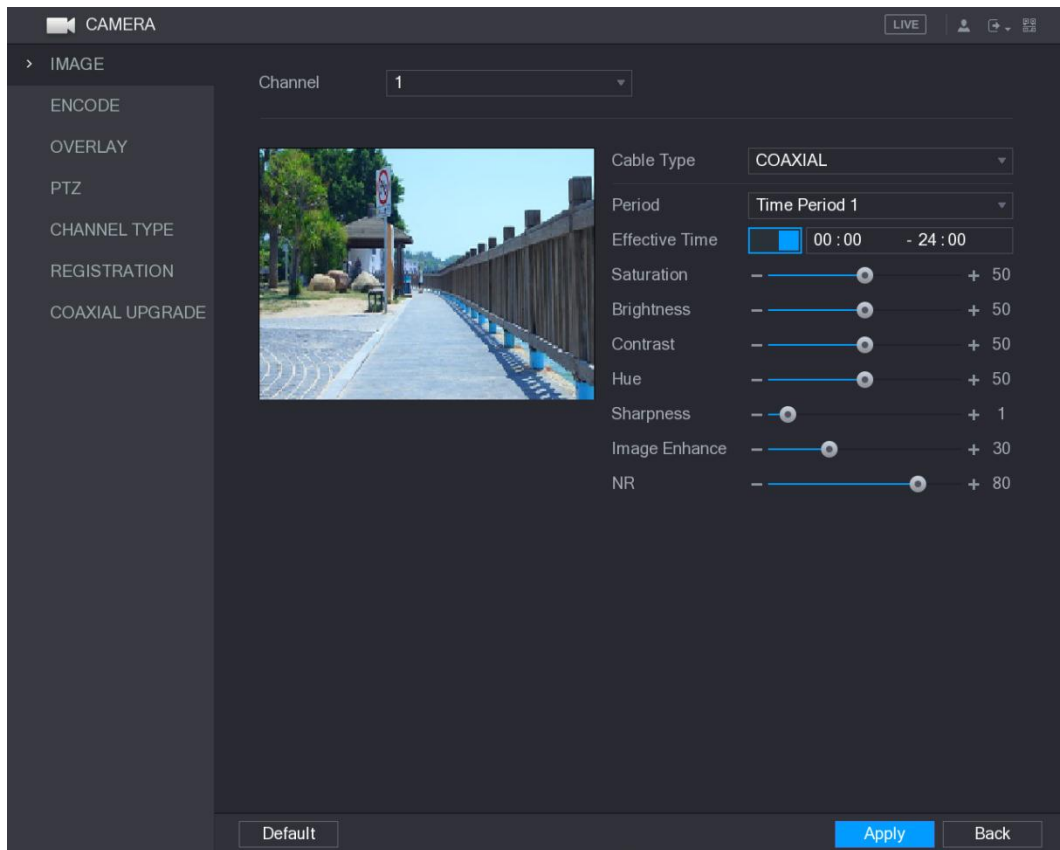 CAMERA
LIVE
IMAGE
ENCODE
OVERLAY
PTZ
CHANNEL TYPE
REGISTRATION
COAXIAL UPGRADE
Channel 1
Cable Type COAXIAL
Period Time Period 1
Effective Time 00 : 00 - 24 : 00
Saturation - + 50
Brightness - + 50
Contrast - + 50
Hue - + 50
Sharpness - + 1
Image Enhance - + 30
NR - + 80
Default Apply Back